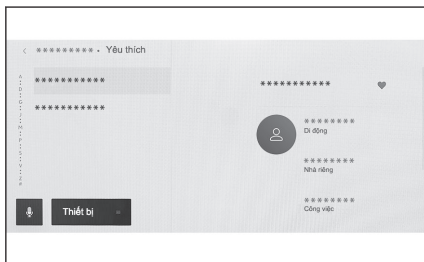 ********* • Yêu thích
A
D
G
J
M
P
S
V
Z
#
***********
***********
***********
********
Di động
********
Nhà riêng
********
Công việc
Thiết bị